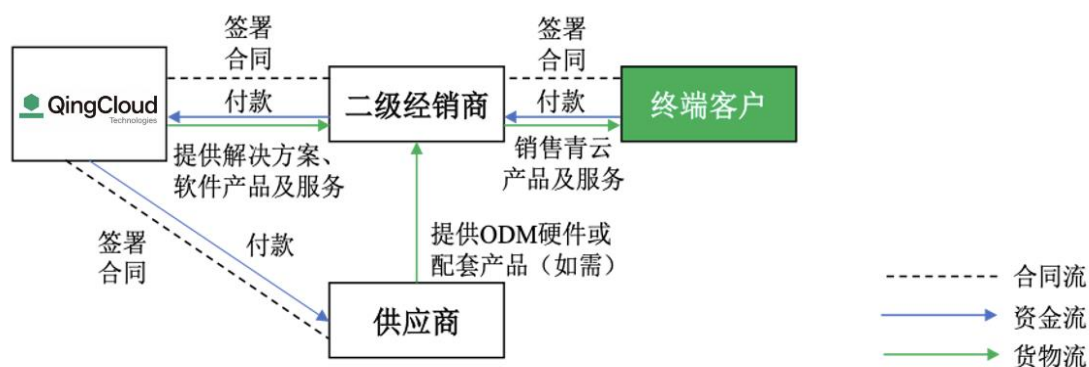 签署
合同
签署
合同
QingCloud
Technologies
付款
二级经销商
付款
终端客户
提供解决方案、
软件产品及服务
销售青云
产品及服务
签署
合同
付款
提供ODM硬件或
配套产品（如需）
供应商
合同流
资金流
货物流